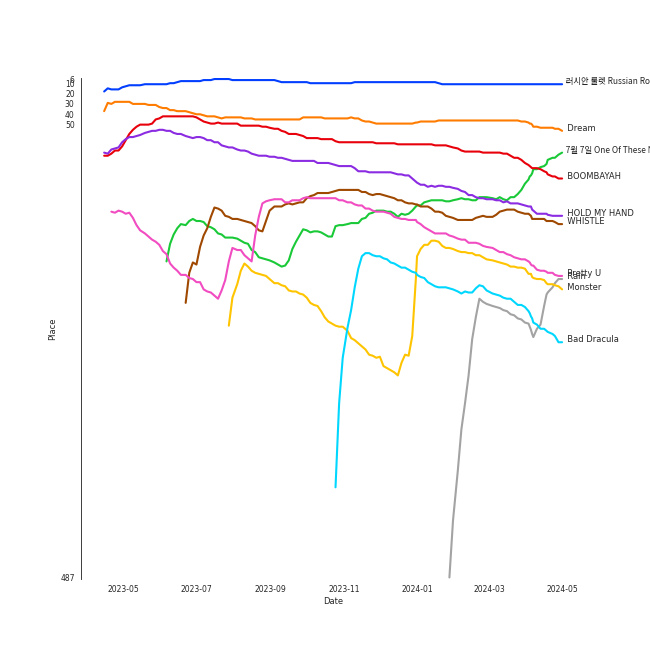 6
10
20
30
40
50
487
Place
2023-05
2023-07
2023-09
2023-11
2024-01
2024-03
2024-05
Date
러시안 룰렛 Russian Ro
Dream
7월 7일 One Of These N
BOOMBAYAH
HOLD MY HAND
WHISTLE
Pretty U
Rain
Monster
Bad Dracula